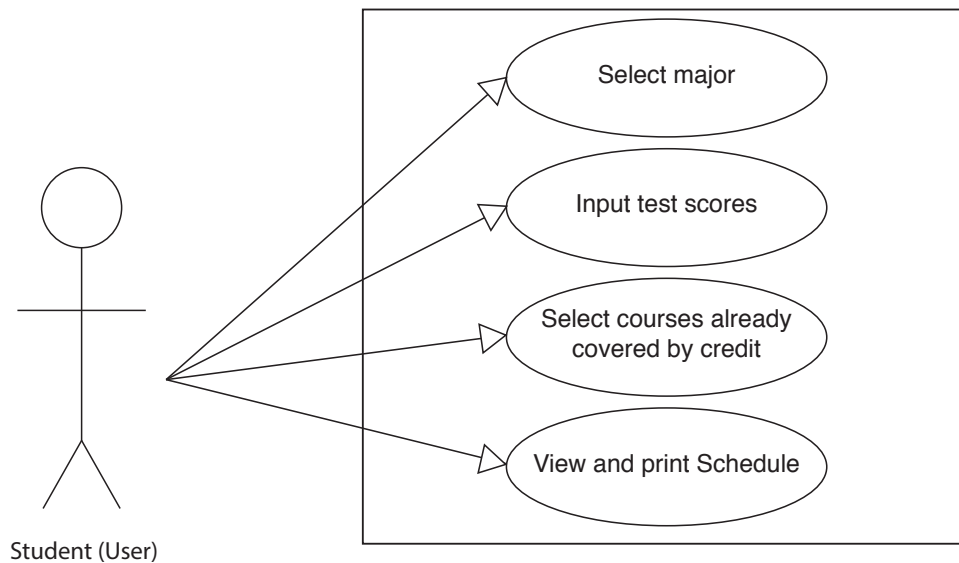 Select major
Input test scores
Select courses already
covered by credit
View and print Schedule
Student (User)